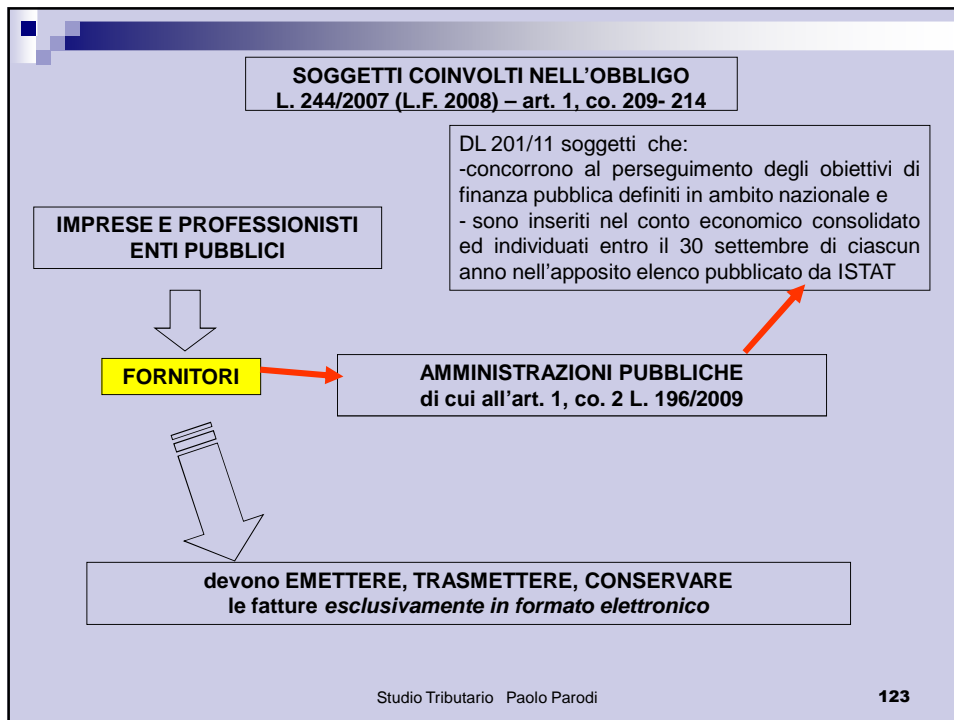 SOGGETTI COINVOLTI NELL'OBBLIGO
L. 244/2007 (L.F. 2008) – art. 1, co. 209- 214
DL 201/11 soggetti che:
-concorrono al perseguimento degli obiettivi di
finanza pubblica definiti in ambito nazionale e
- sono inseriti nel conto economico consolidato
ed individuati entro il 30 settembre di ciascun
anno nell'apposito elenco pubblicato da ISTAT
IMPRESE E PROFESSIONISTI
ENTI PUBBLICI
FORNITORI
AMMINISTRAZIONI PUBBLICHE
di cui all'art. 1, co. 2 L. 196/2009
devono EMETTERE, TRASMETTERE, CONSERVARE
le fatture esclusivamente in formato elettronico
Studio Tributario Paolo Parodi
123